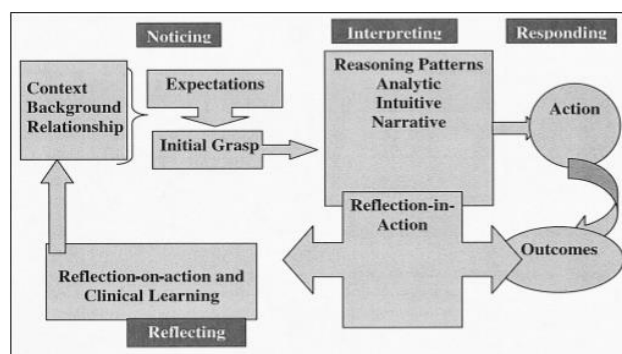 Noticing
Interpreting
Responding
Context
Background
Relationship
Expectations
Initial Grasp
Reasoning Patterns
Analytic
Intuitive
Narrative
Action
Reflection-in-
Action
Outcomes
Reflection-on-action and
Clinical Learning
Reflecting